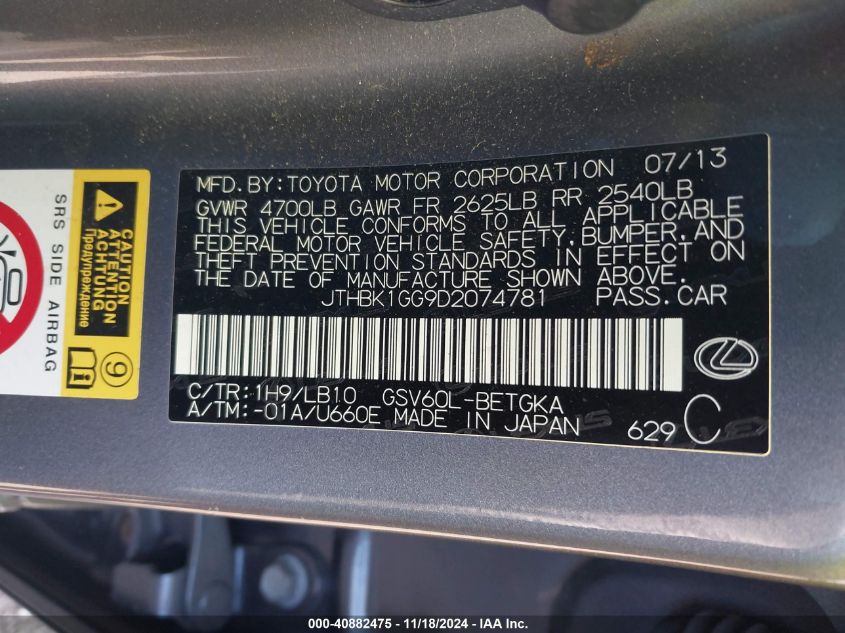 SRS SIDE AIRBAG
CAUTION
ATTENTION
ACHTUNG
Предупреждение
9
i
MFD. BY: TOYOTA MOTOR CORPORATION 07/13
GVWR 4700LB GAWR FR 2625LB RR 2540LB
THIS VEHICLE CONFORMS TO ALL APPLICABLE
FEDERAL MOTOR VEHICLE SAFETY, BUMPER, AND
THEFT PREVENTION STANDARDS IN EFFECT ON
THE DATE OF MANUFACTURE SHOWN ABOVE.
JTHBK1GG9D2074781 PASS.CAR
C/TR: 1H9/LB10 GSV60L-BETGKA
A/TM: -01A/U660E MADE IN JAPAN 629 C
000-40882475 - 11/18/2024 - IAA Inc.